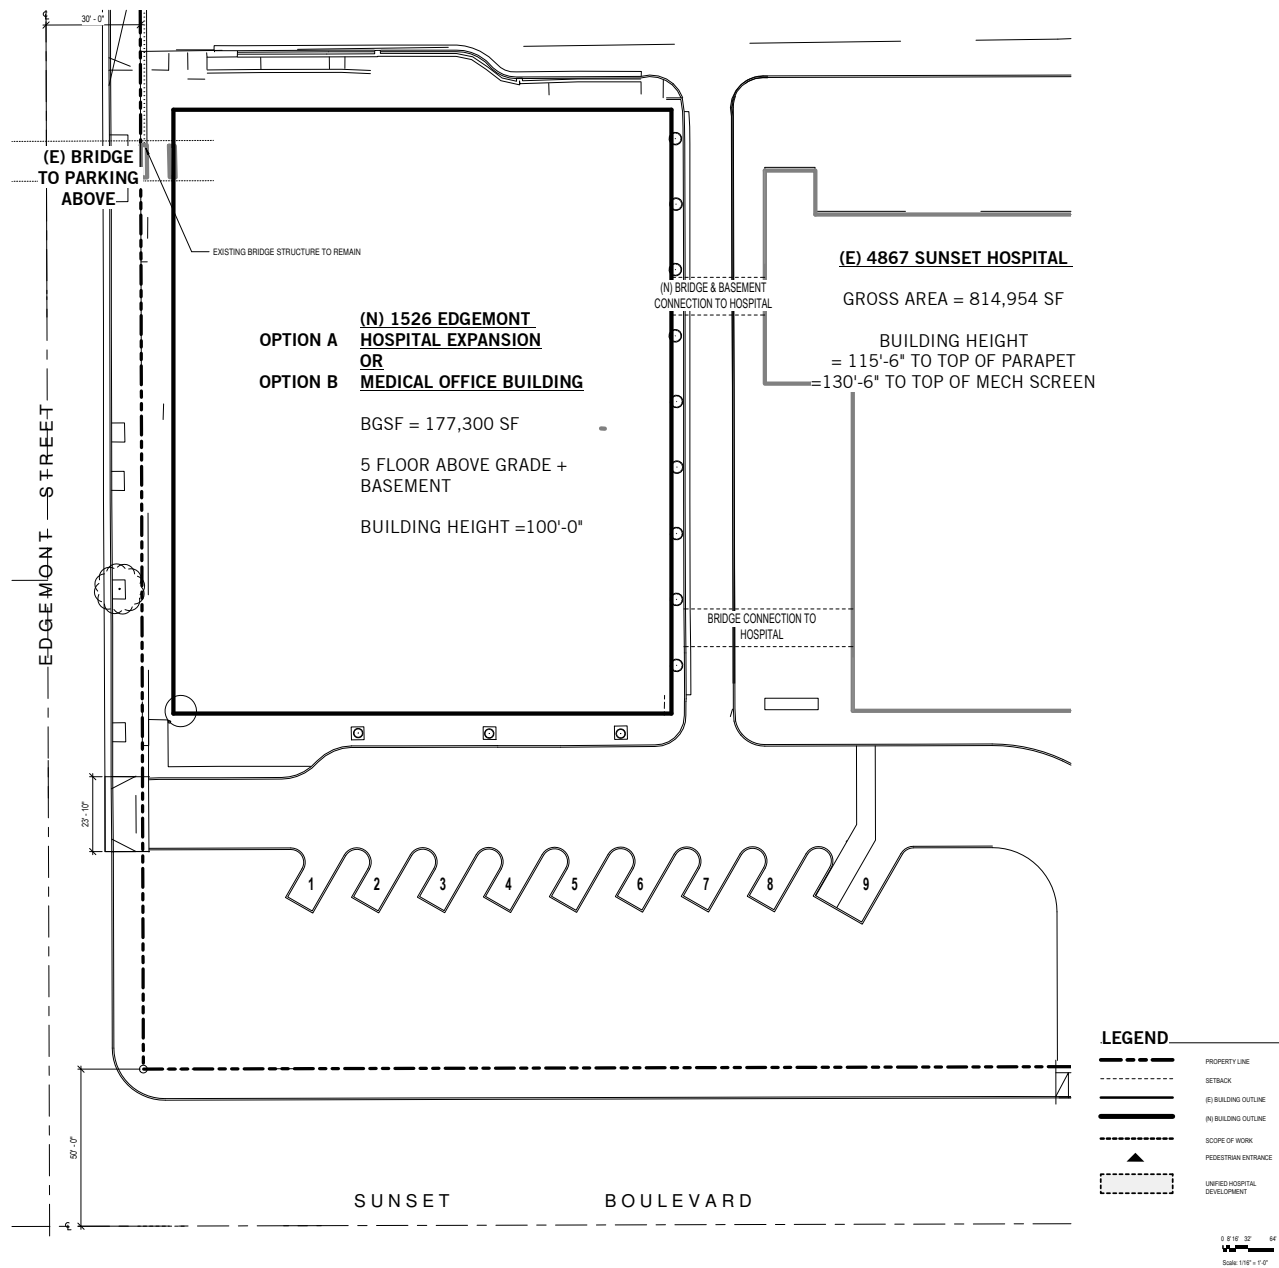 30' - 0"
(E) BRIDGE
TO PARKING
ABOVE
EXISTING BRIDGE STRUCTURE TO REMAIN
(E) 4867 SUNSET HOSPITAL
GROSS AREA = 814,954 SF
BUILDING HEIGHT
= 115'-6" TO TOP OF PARAPET
=130'-6" TO TOP OF MECH SCREEN
(N) BRIDGE & BASEMENT
CONNECTION TO HOSPITAL
(N) 1526 EDGEMONT
OPTION A HOSPITAL EXPANSION
OR
OPTION B MEDICAL OFFICE BUILDING
BGSF = 177,300 SF
5 FLOOR ABOVE GRADE +
BASEMENT
BUILDING HEIGHT =100'-0"
EDGEMONT STREET
BRIDGE CONNECTION TO
HOSPITAL
23' - 10"
1 2 3 4 5 6 7 8 9
50' - 0"
SUNSET BOULEVARD
LEGEND
PROPERTY LINE
SETBACK
(E) BUILDING OUTLINE
(N) BUILDING OUTLINE
SCOPE OF WORK
PEDESTRIAN ENTRANCE
UNIFIED HOSPITAL
DEVELOPMENT
0 8' 16' 32' 64'
Scale: 1/16" = 1'-0"